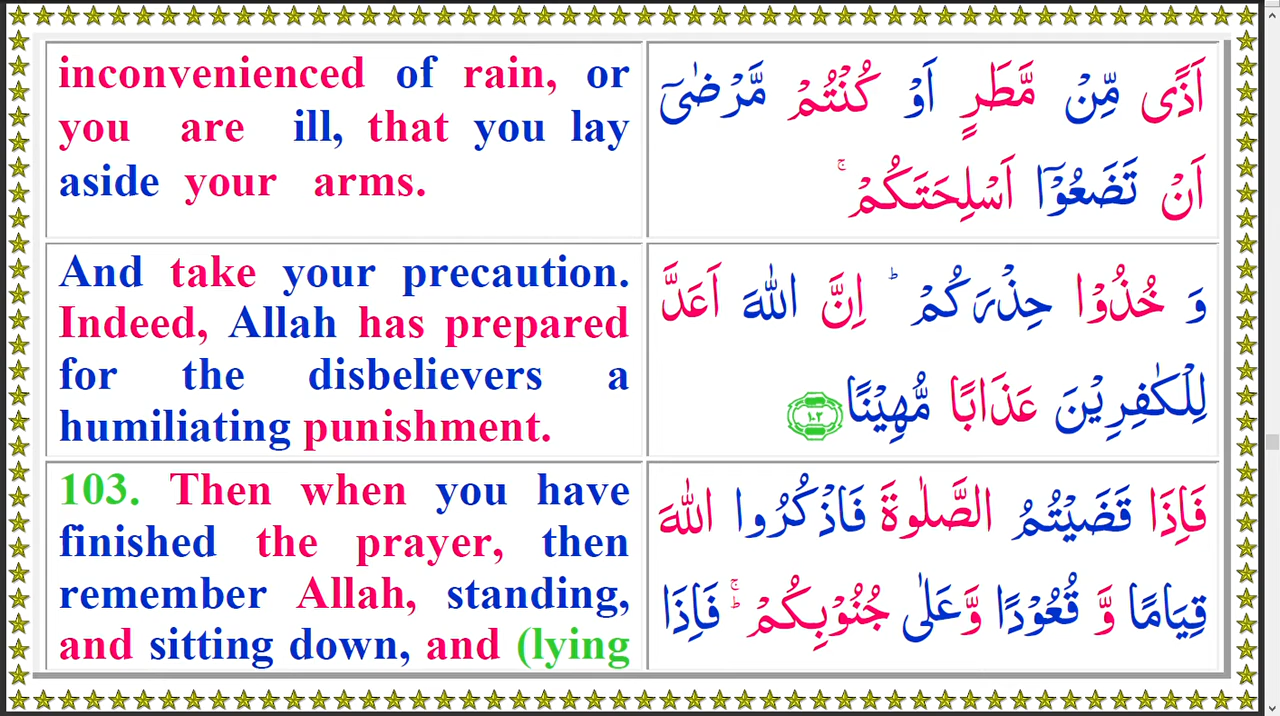 inconvenienced of rain, or
you are ill, that you lay
aside your arms.
اَذًى مِّنْ مَّطَرٍ اَوْ كُنْتُمْ مَّرْضٰۤى
اَنْ تَضَعُوْۤا اَسْلِحَتَكُمْ ۚ
And take your precaution.
Indeed, Allah has prepared
for the disbelievers a
humiliating punishment.
وَ خُذُوْا حِذْرَكُمْ ؕ اِنَّ اللّٰهَ اَعَدَّ
لِلْكٰفِرِيْنَ عَذَابًا مُّهِيْنًا ۱۰۲
103. Then when you have
finished the prayer, then
remember Allah, standing,
and sitting down, and (lying
فَاِذَا قَضَيْتُمُ الصَّلٰوةَ فَاذْكُرُوا اللّٰهَ
قِيَامًا وَّ قُعُوْدًا وَّعَلٰى جُنُوْبِكُمْ ۚؕ فَاِذَا